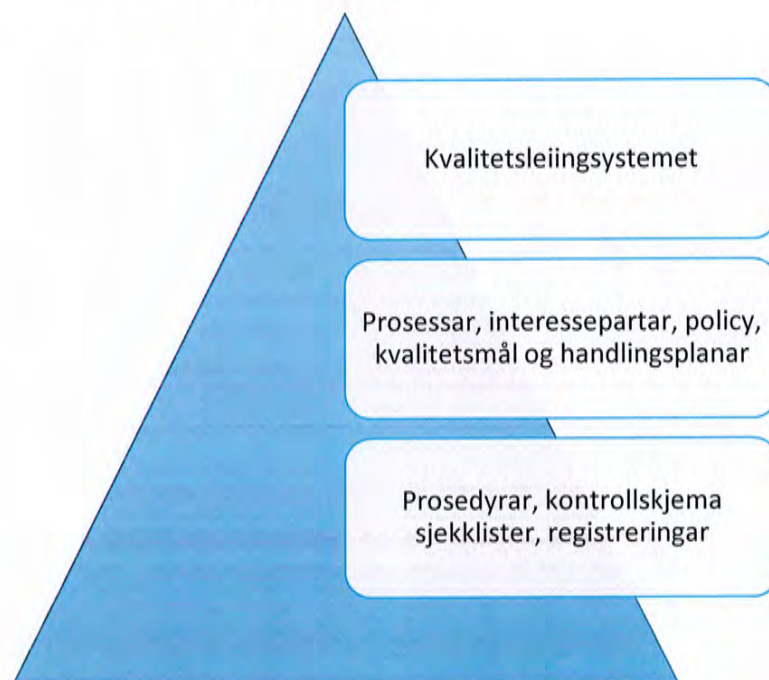 Kvalitetsleiingsystemet
Prosessar, interessepartar, policy,
kvalitetsmål og handlingsplanar
Prosedyrar, kontrollskjema
sjekklister, registreringar